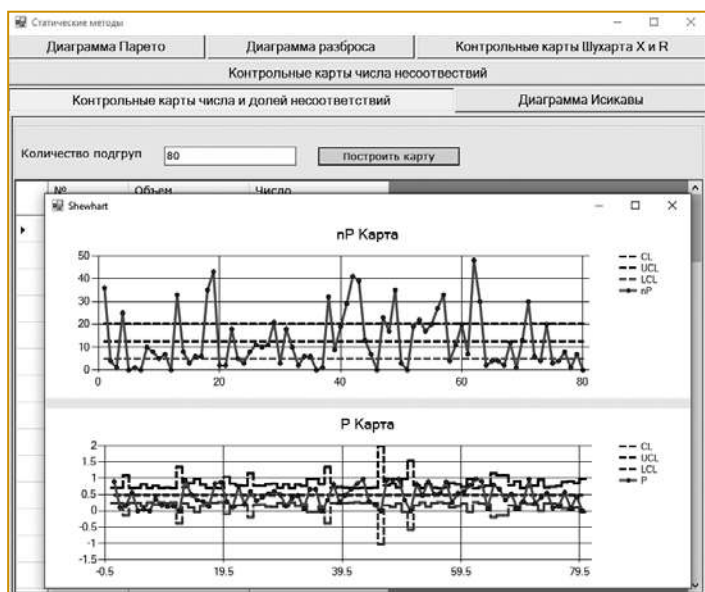 Статические методы
Диаграмма Парето Диаграмма разброса Контрольные карты Шухарта X и R
Контрольные карты числа несоотвествий
Контрольные карты числа и долей несоответствий Диаграмма Исикавы
Количество подгруп 80 Построить карту
№ Объем Число
Shewhart
nP Карта
50
40
30
20
10
0
0 20 40 60 80
CL
UCL
LCL
nP
P Карта
2
1.5
1
0.5
0
-0.5
-1
-1.5
-0.5 19.5 39.5 59.5 79.5
CL
UCL
LCL
P